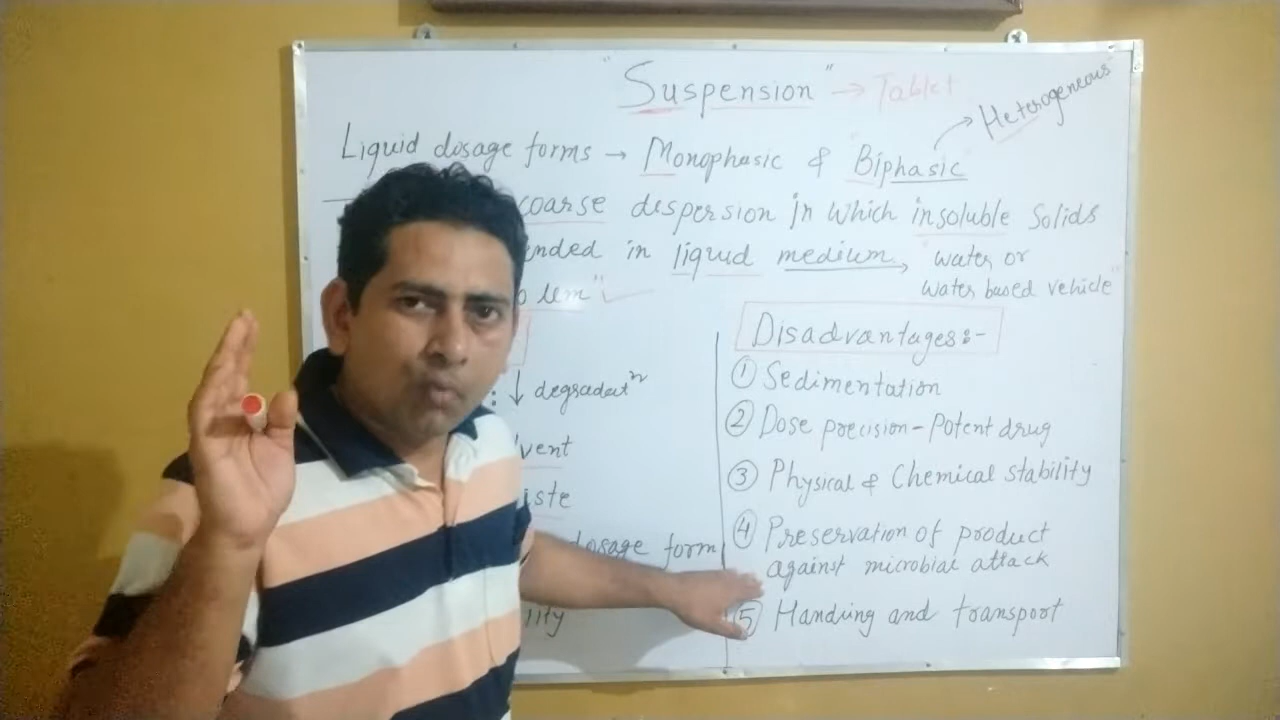 "Suspension" → Tablet
Heterogeneous
Liquid dosage forms → Monophasic & "Biphasic"
coarse dispersion in which insoluble solids
in liquid medium → "water or
water based vehicle"
Disadvantages:-
① Sedimentation
: ↓ degradatⁿ
② Dose precision - Potent drug
③ Physical & Chemical stability
④ Preservation of product
dosage form
against microbial attack
⑤ Handling and transport